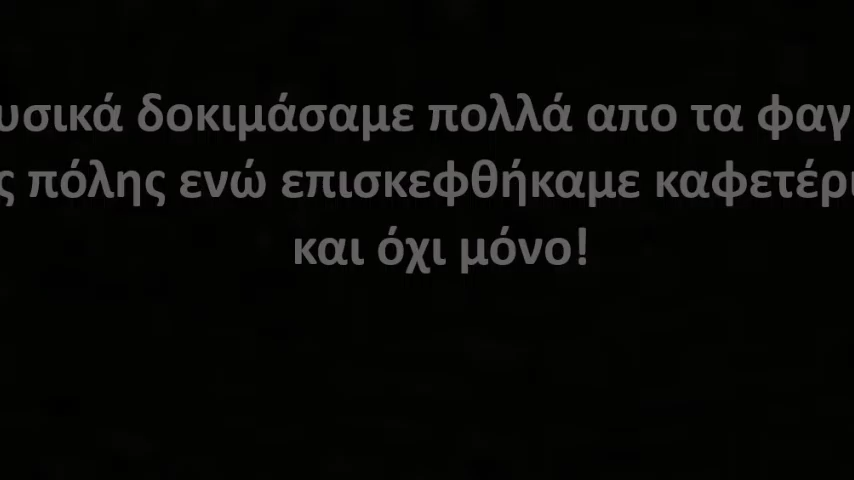 υσικά δοκιμάσαμε πολλά απο τα φαγ
ς πόλης ενώ επισκεφθήκαμε καφετέρι
και όχι μόνο!